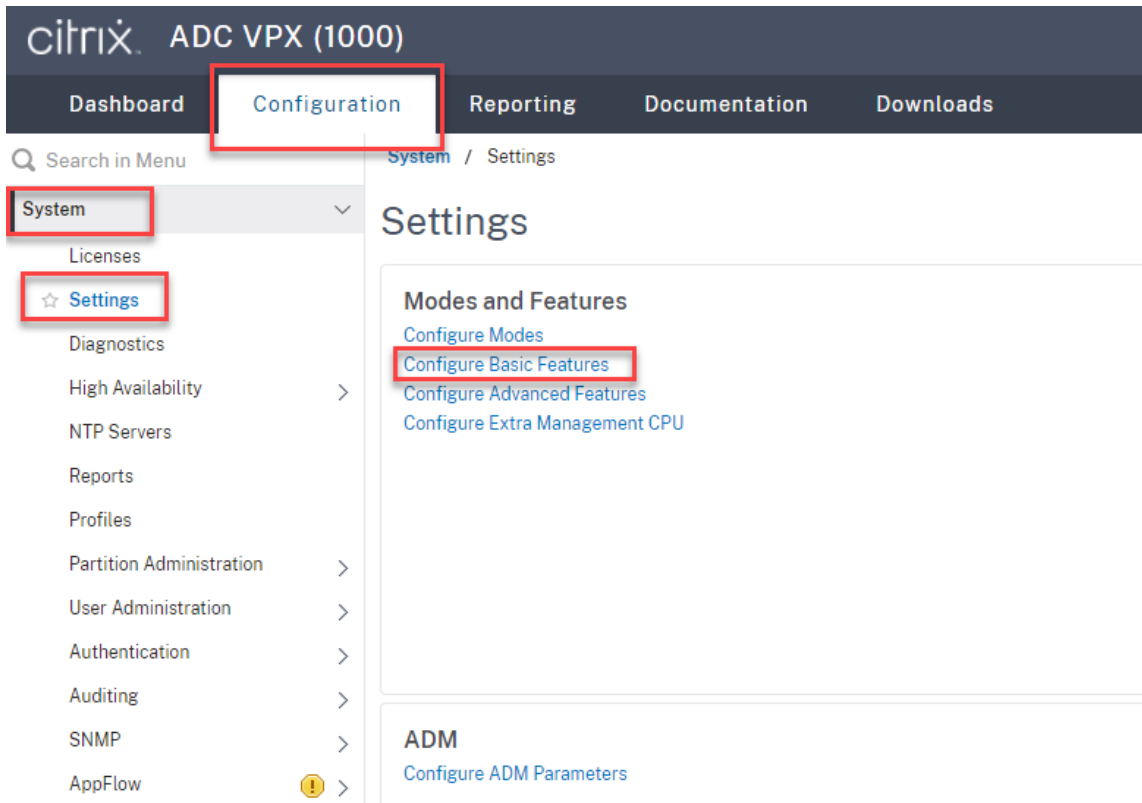 citrix. ADC VPX (1000)
Dashboard Configuration Reporting Documentation Downloads
Search in Menu
System
Licenses
Settings
Diagnostics
High Availability
NTP Servers
Reports
Profiles
Partition Administration
User Administration
Authentication
Auditing
SNMP
AppFlow
System / Settings
Settings
Modes and Features
Configure Modes
Configure Basic Features
Configure Advanced Features
Configure Extra Management CPU
ADM
Configure ADM Parameters